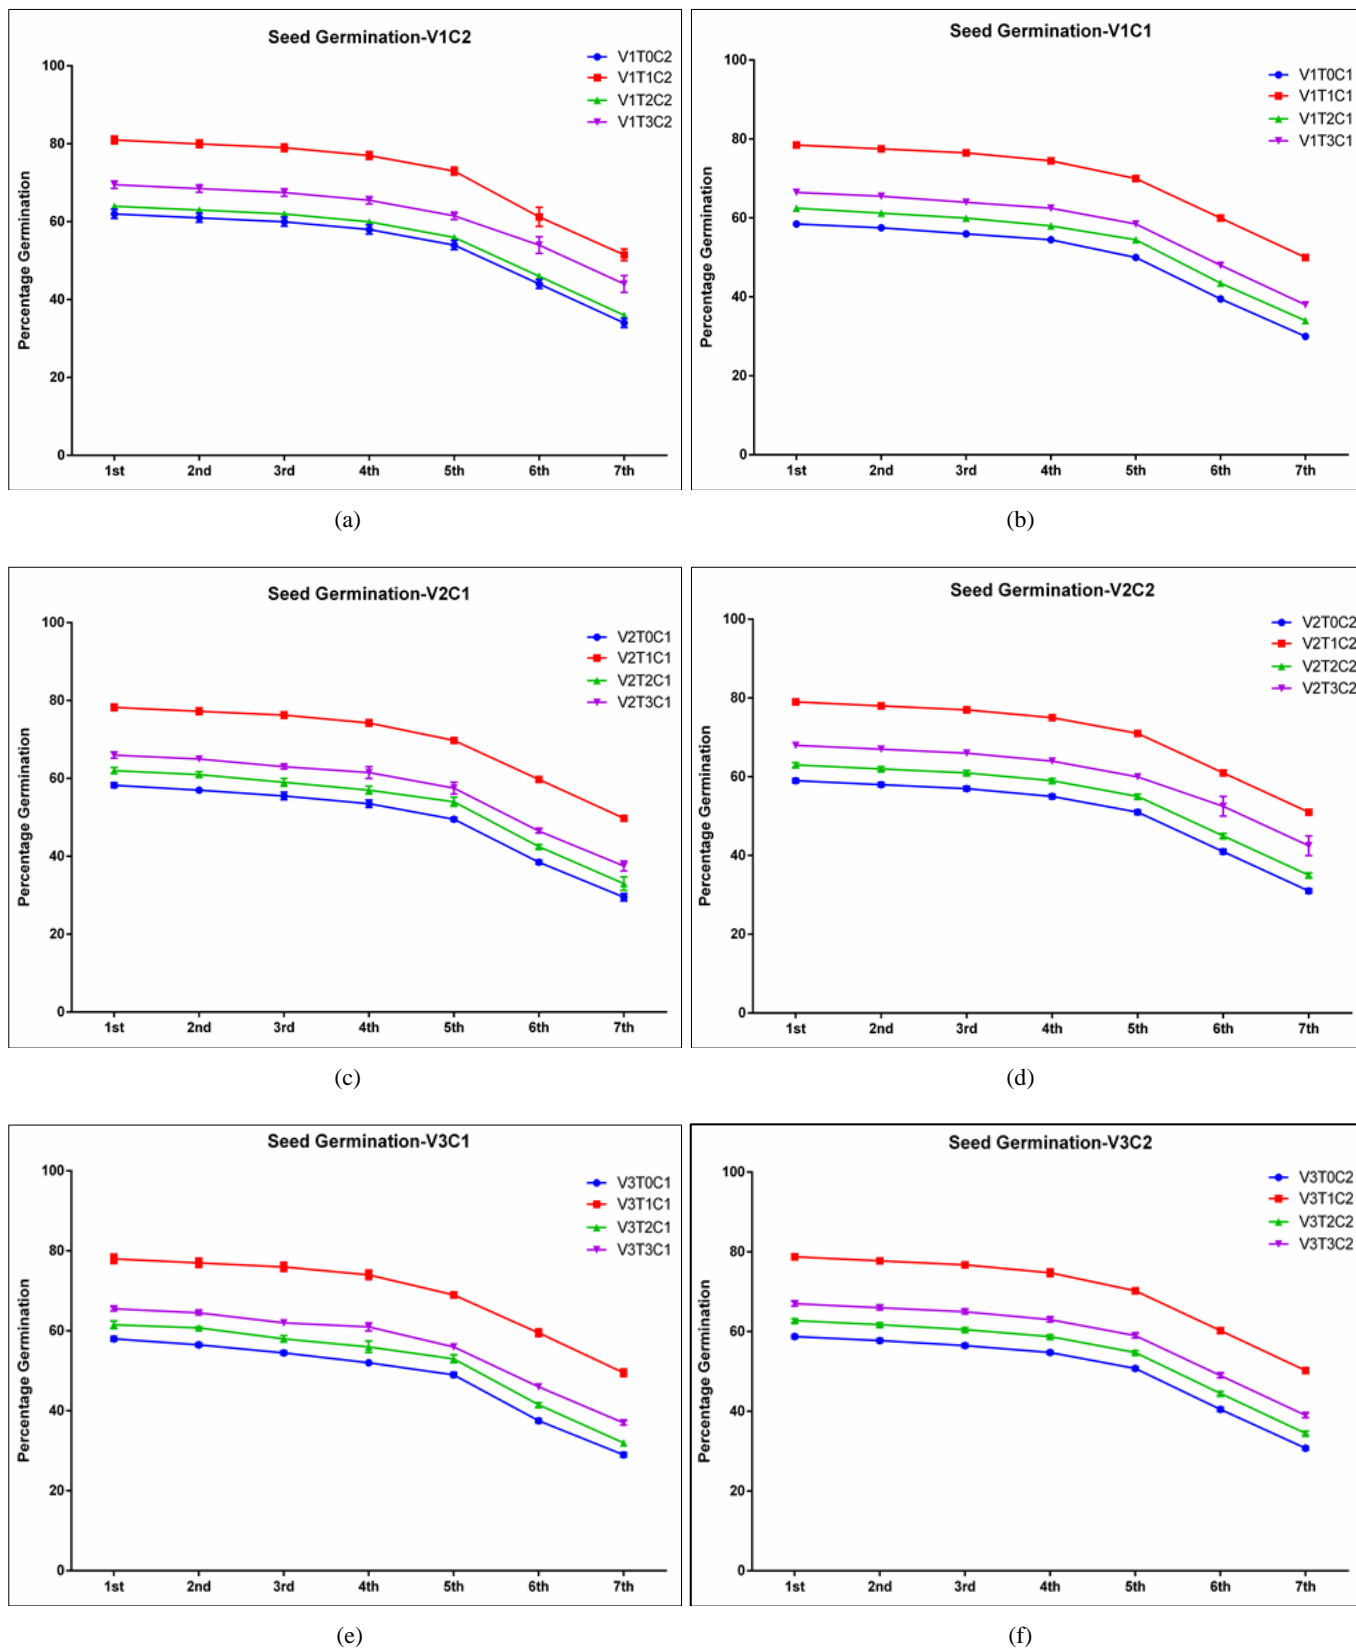 Seed Germination-V1C2
V1T0C2
V1T1C2
V1T2C2
V1T3C2
Percentage Germination
100
80
60
40
20
0
1st 2nd 3rd 4th 5th 6th 7th
(a)
Seed Germination-V1C1
V1T0C1
V1T1C1
V1T2C1
V1T3C1
Percentage Germination
100
80
60
40
20
0
1st 2nd 3rd 4th 5th 6th 7th
(b)
Seed Germination-V2C1
V2T0C1
V2T1C1
V2T2C1
V2T3C1
Percentage Germination
100
80
60
40
20
0
1st 2nd 3rd 4th 5th 6th 7th
(c)
Seed Germination-V2C2
V2T0C2
V2T1C2
V2T2C2
V2T3C2
Percentage Germination
100
80
60
40
20
0
1st 2nd 3rd 4th 5th 6th 7th
(d)
Seed Germination-V3C1
V3T0C1
V3T1C1
V3T2C1
V3T3C1
Percentage Germination
100
80
60
40
20
0
1st 2nd 3rd 4th 5th 6th 7th
(e)
Seed Germination-V3C2
V3T0C2
V3T1C2
V3T2C2
V3T3C2
Percentage Germination
100
80
60
40
20
0
1st 2nd 3rd 4th 5th 6th 7th
(f)